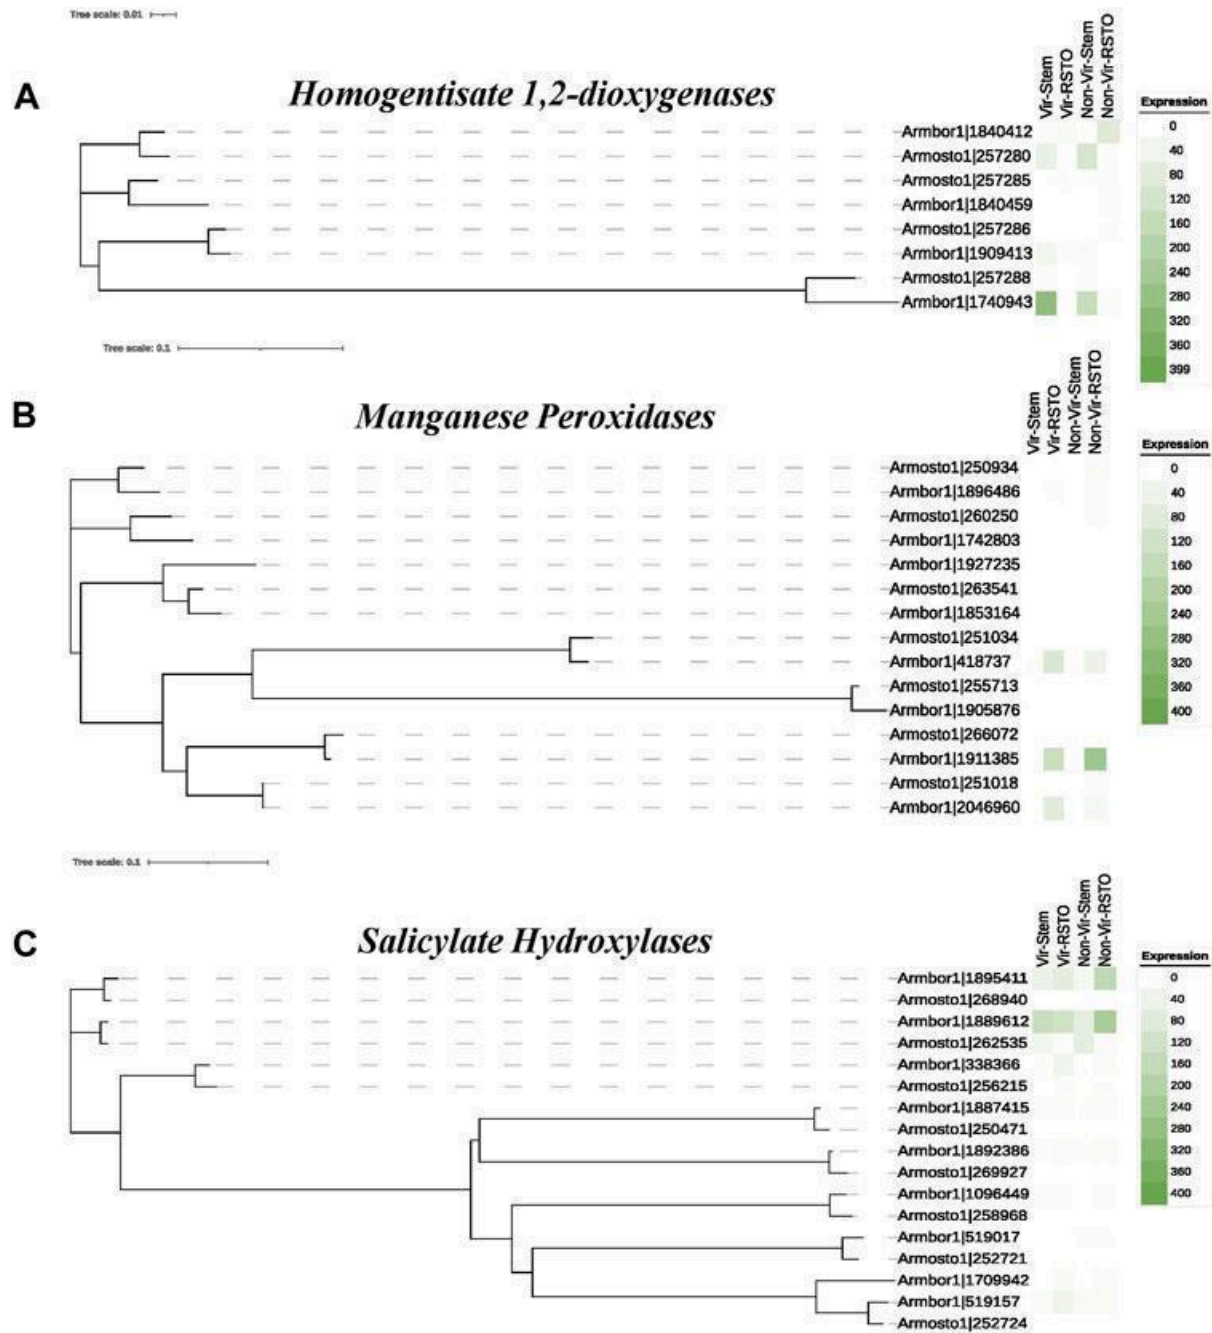 Tree scale: 0.01
A
Homogentisate 1,2-dioxygenases
Vir-Stem
Vir-RSTO
Non-Vir-Stem
Non-Vir-RSTO
Armbor1|1840412
Armosto1|257280
Armosto1|257285
Armbor1|1840459
Armosto1|257286
Armbor1|1909413
Armosto1|257288
Armbor1|1740943
Expression
0
40
80
120
160
200
240
280
320
360
399
Tree scale: 0.1
B
Manganese Peroxidases
Vir-Stem
Vir-RSTO
Non-Vir-Stem
Non-Vir-RSTO
Armosto1|250934
Armbor1|1896486
Armosto1|260250
Armbor1|1742803
Armbor1|1927235
Armosto1|263541
Armbor1|1853164
Armosto1|251034
Armbor1|418737
Armosto1|255713
Armbor1|1905876
Armosto1|266072
Armbor1|1911385
Armosto1|251018
Armbor1|2046960
Expression
0
40
80
120
160
200
240
280
320
360
400
Tree scale: 0.1
C
Salicylate Hydroxylases
Vir-Stem
Vir-RSTO
Non-Vir-Stem
Non-Vir-RSTO
Armbor1|1895411
Armosto1|268940
Armbor1|1889612
Armosto1|262535
Armbor1|338366
Armosto1|256215
Armbor1|1887415
Armosto1|250471
Armbor1|1892386
Armosto1|269927
Armbor1|1096449
Armosto1|258968
Armbor1|519017
Armosto1|252721
Armbor1|1709942
Armbor1|519157
Armosto1|252724
Expression
0
40
80
120
160
200
240
280
320
360
400